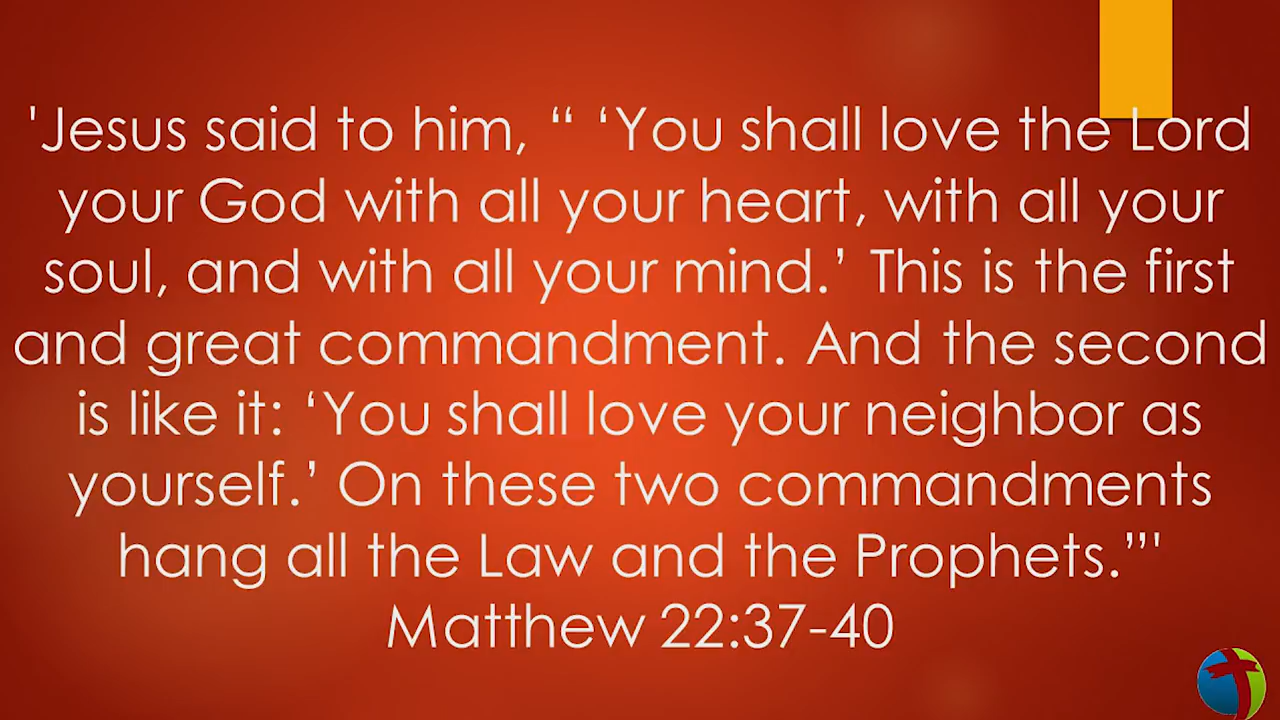 'Jesus said to him, “ ‘You shall love the Lord
your God with all your heart, with all your
soul, and with all your mind.’ This is the first
and great commandment. And the second
is like it: ‘You shall love your neighbor as
yourself.’ On these two commandments
hang all the Law and the Prophets.”'
Matthew 22:37-40